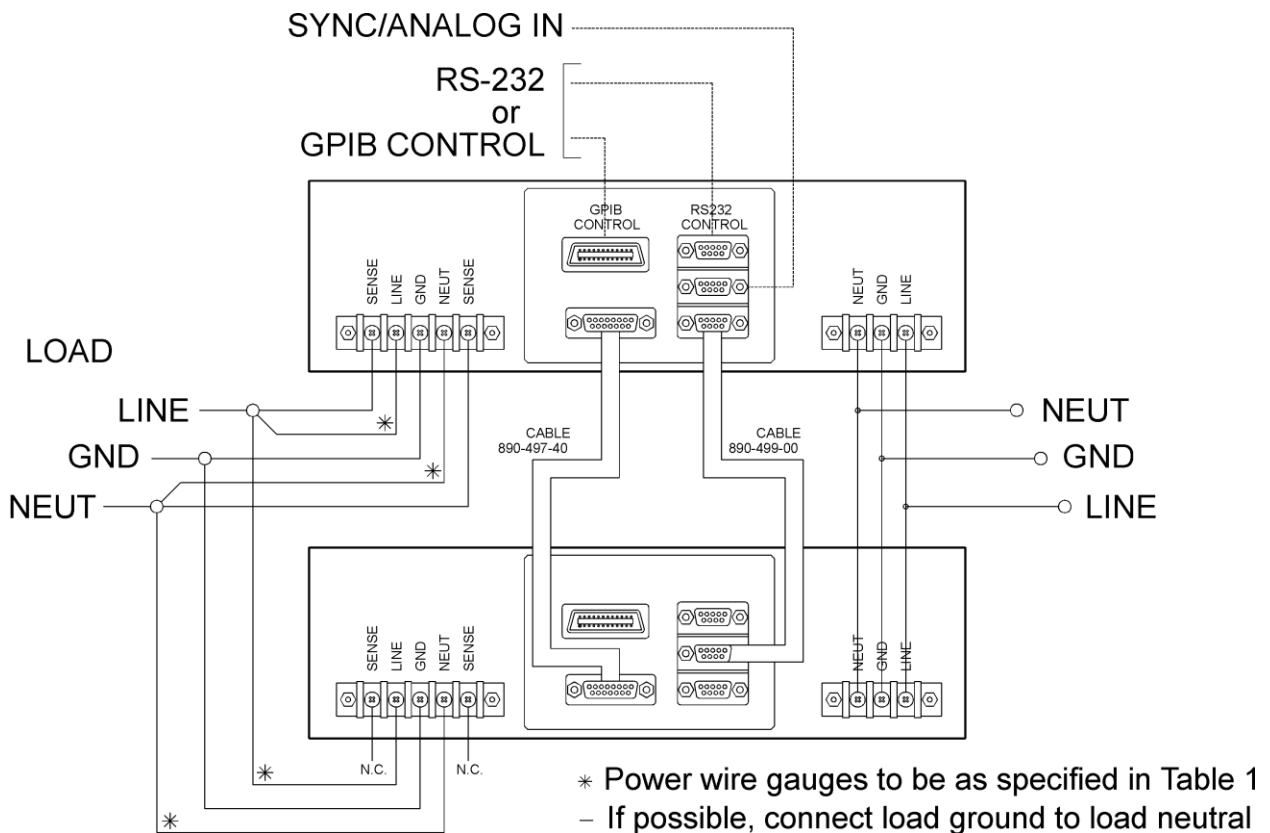 SYNC/ANALOG IN
RS-232
or
GPIB CONTROL
GPIB
CONTROL
RS232
CONTROL
SENSE
LINE
GND
NEUT
SENSE
NEUT
GND
LINE
LOAD
LINE
GND
NEUT
CABLE
890-497-40
CABLE
890-499-00
NEUT
GND
LINE
SENSE
LINE
GND
NEUT
SENSE
NEUT
GND
LINE
N.C.
N.C.
* Power wire gauges to be as specified in Table 1
– If possible, connect load ground to load neutral